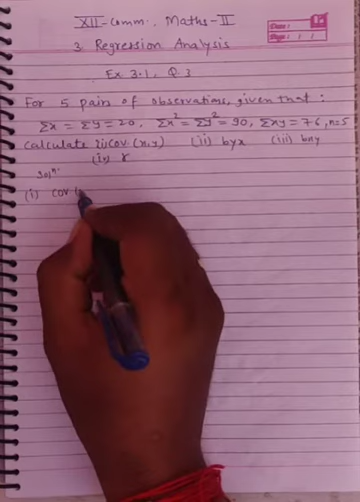 XII-Comm. Maths-II
3 Regression Analysis
Ex. 3.1, Q.3
For 5 pairs of observations, given that :
Σx = Σy = 20, Σx² = Σy² = 90, Σxy = 76, n=5
Calculate (i) cov (x,y) (ii) byx (iii) bxy
(iv) r
Solⁿ
(i) cov (